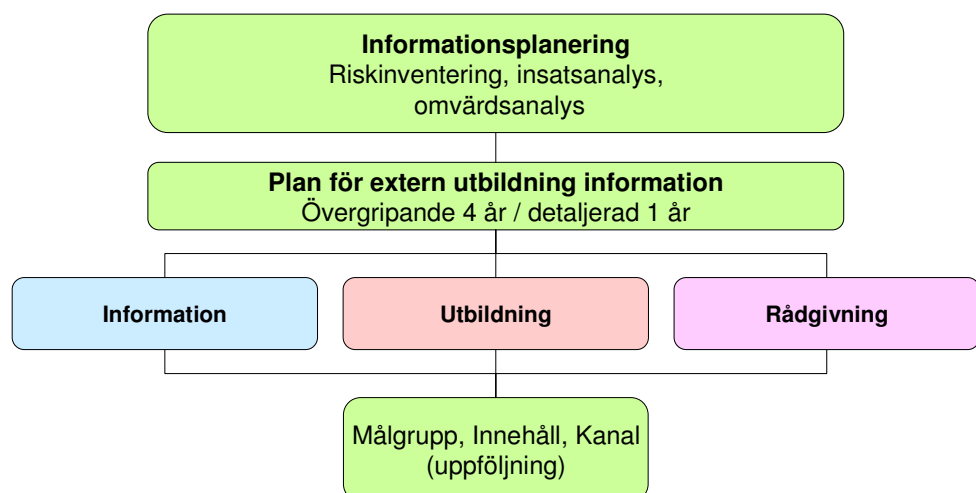 Informationsplanering
Riskinventering, insatsanalys,
omvärdsanalys
Plan för extern utbildning information
Övergripande 4 år / detaljerad 1 år
Information
Utbildning
Rådgivning
Målgrupp, Innehåll, Kanal
(uppföljning)